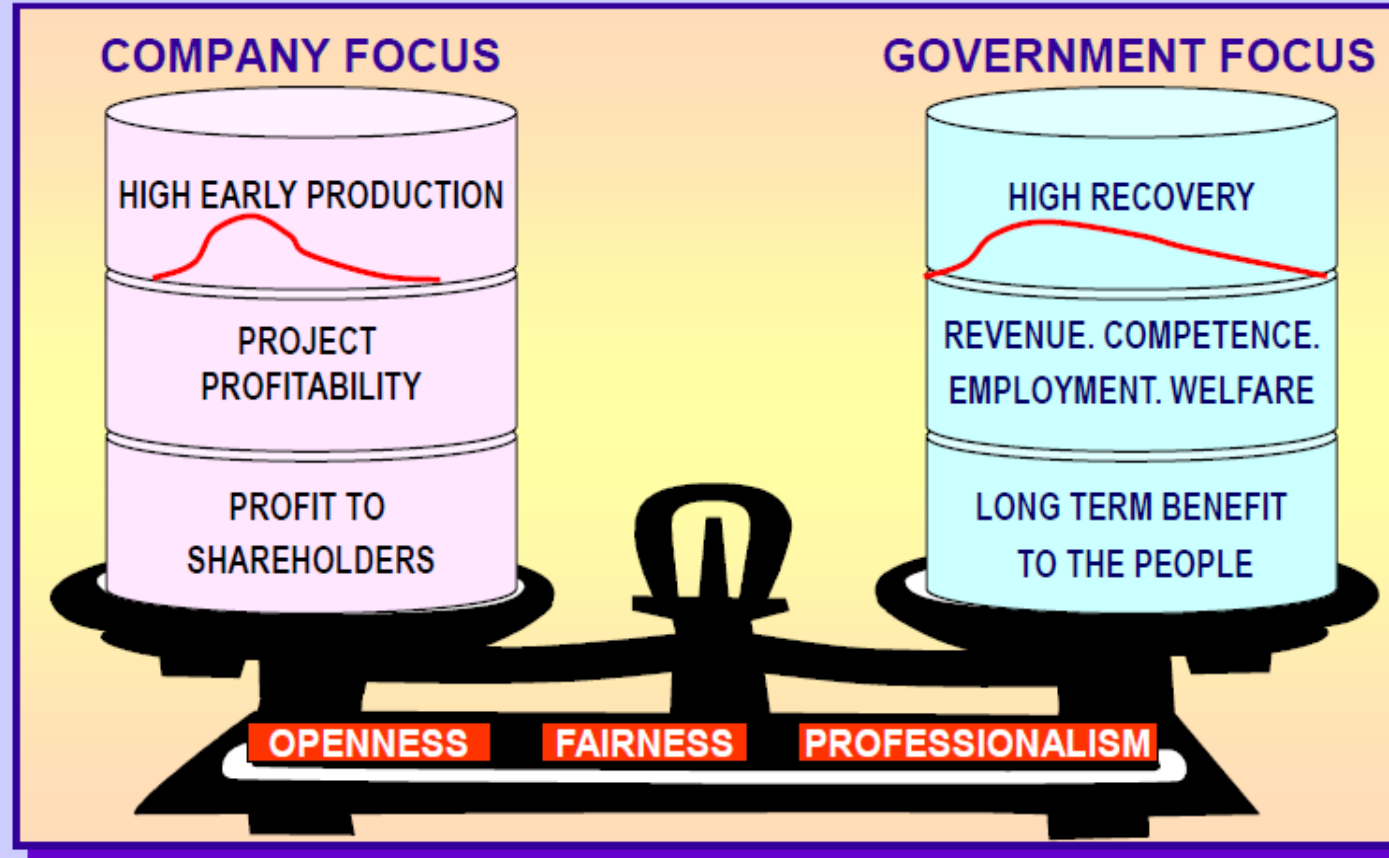 COMPANY FOCUS
HIGH EARLY PRODUCTION
PROJECT
PROFITABILITY
PROFIT TO
SHAREHOLDERS
GOVERNMENT FOCUS
HIGH RECOVERY
REVENUE. COMPETENCE.
EMPLOYMENT. WELFARE
LONG TERM BENEFIT
TO THE PEOPLE
OPENNESS FAIRNESS PROFESSIONALISM